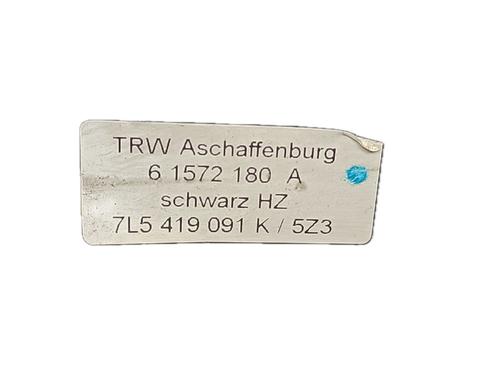 TRW Aschaffenburg
6 1572 180 A
schwarz HZ
7L5 419 091 K / 5Z3